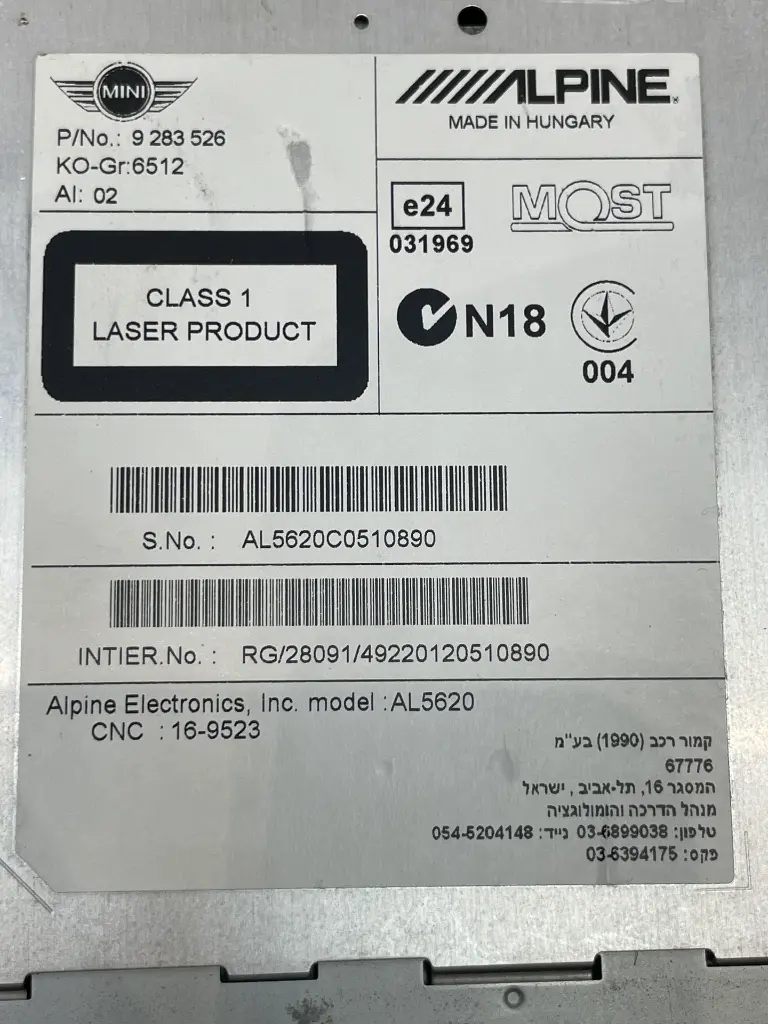 MINI
P/No.: 9 283 526
KO-Gr:6512
AI: 02
ALPINE
MADE IN HUNGARY
e24
031969
MOST
N18
004
CLASS 1
LASER PRODUCT
S.No. : AL5620C0510890
INTIER.No. : RG/28091/49220120510890
Alpine Electronics, Inc. model :AL5620
CNC : 16-9523
קמור רכב (1990) בע"מ
67776
המסגר 16, תל-אביב, ישראל
מנהל הדרכה והומולוגציה
טלפון: 03-6899038 נייד: 054-5204148
פקס: 03-6394175